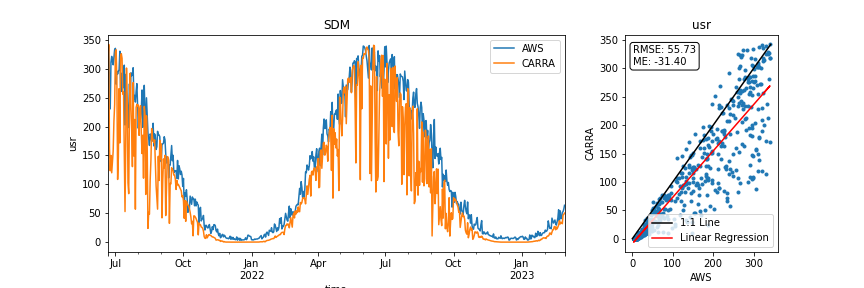 SDM
usr
350
300
250
200
150
100
50
0
usr
AWS
CARRA
Jul
Oct
Jan
2022
Apr
Jul
Oct
Jan
2023
time
usr
RMSE: 55.73
ME: -31.40
350
300
250
200
150
100
50
0
CARRA
1:1 Line
Linear Regression
0
100
200
300
AWS